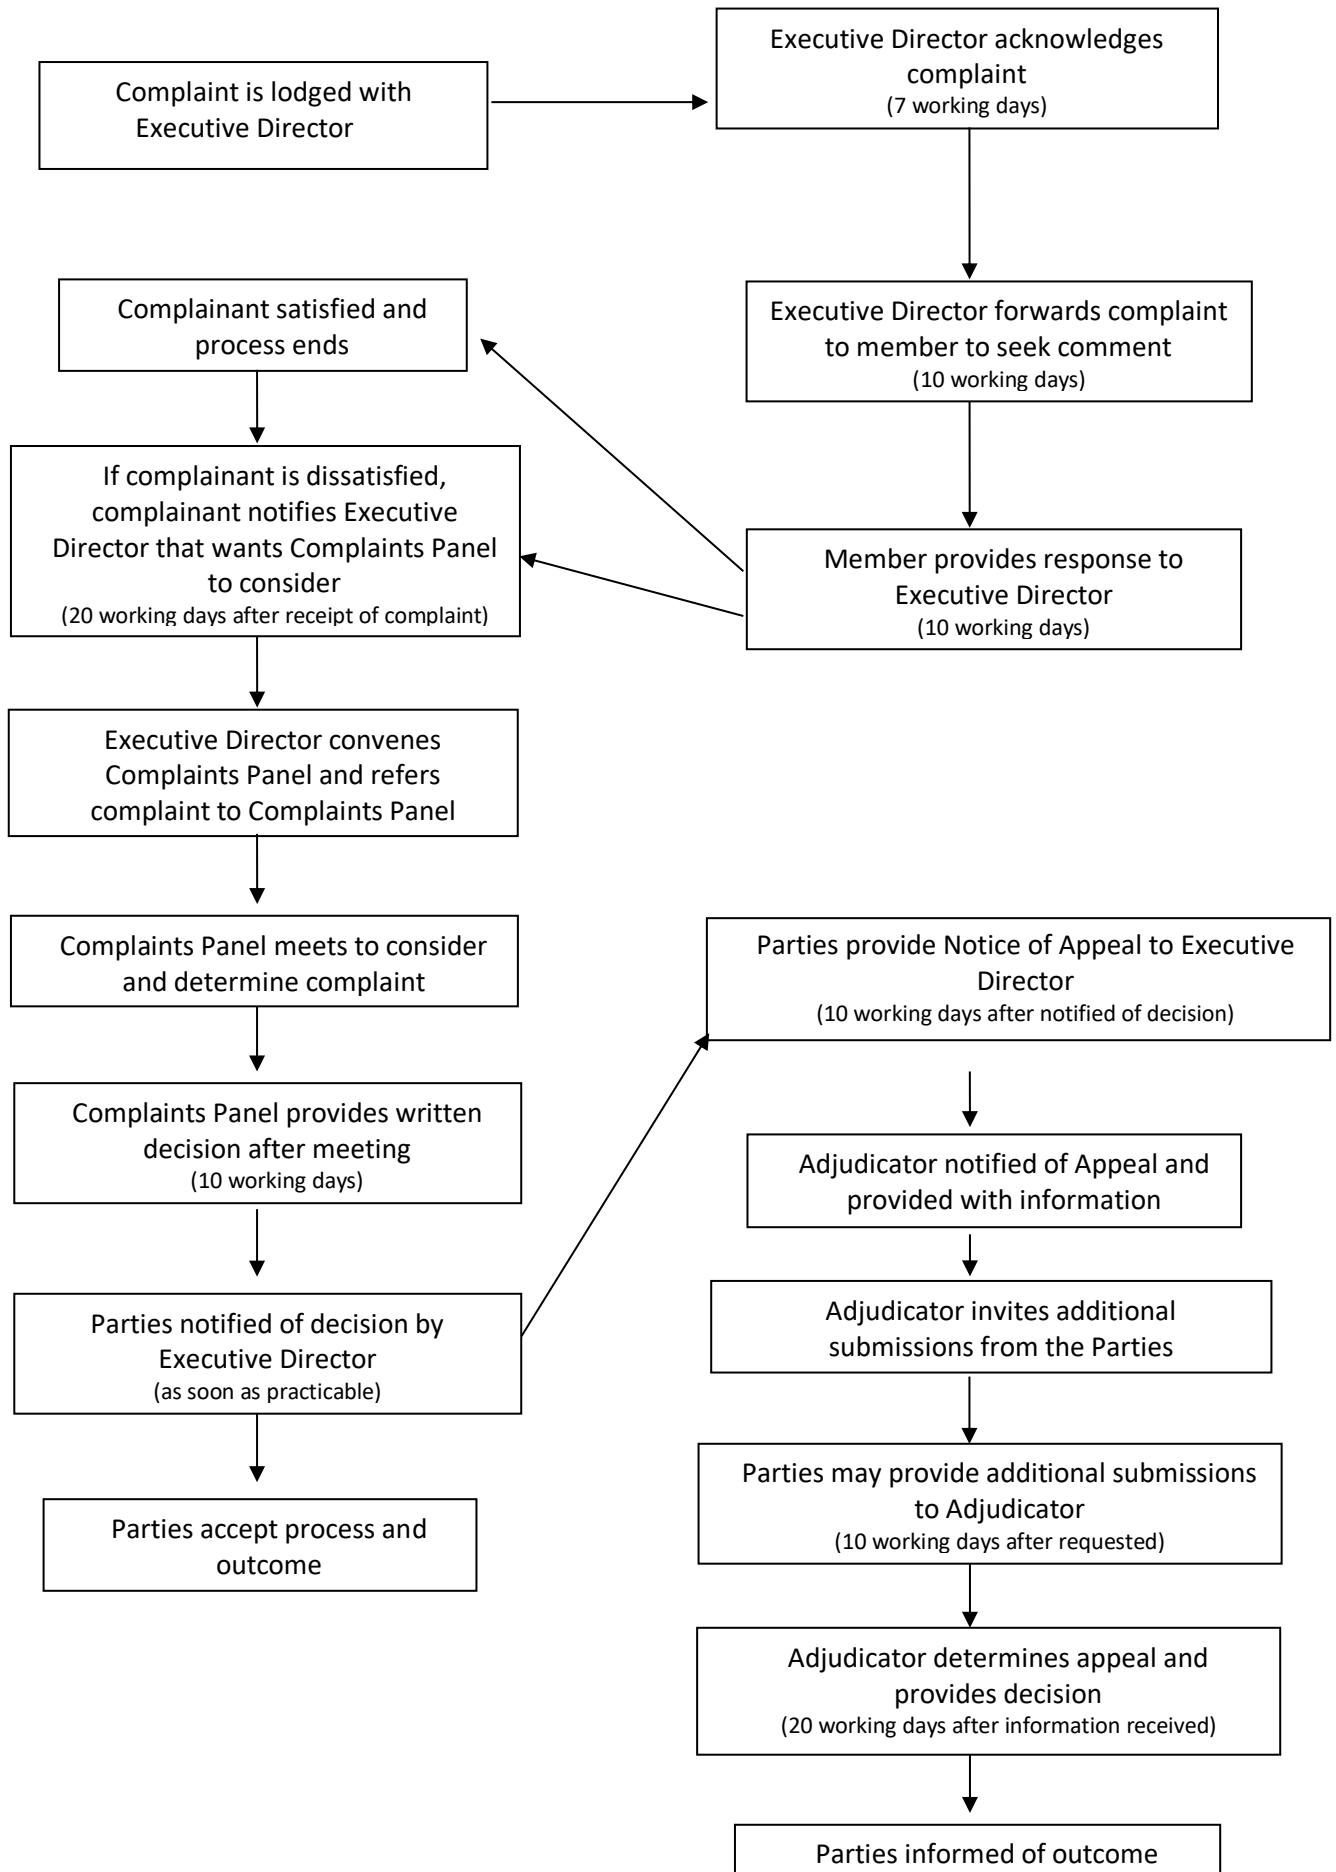 Complaint is lodged with
Executive Director
Executive Director acknowledges
complaint
(7 working days)
Executive Director forwards complaint
to member to seek comment
(10 working days)
Member provides response to
Executive Director
(10 working days)
Complainant satisfied and
process ends
If complainant is dissatisfied,
complainant notifies Executive
Director that wants Complaints Panel
to consider
(20 working days after receipt of complaint)
Executive Director convenes
Complaints Panel and refers
complaint to Complaints Panel
Complaints Panel meets to consider
and determine complaint
Complaints Panel provides written
decision after meeting
(10 working days)
Parties notified of decision by
Executive Director
(as soon as practicable)
Parties accept process and
outcome
Parties provide Notice of Appeal to Executive
Director
(10 working days after notified of decision)
Adjudicator notified of Appeal and
provided with information
Adjudicator invites additional
submissions from the Parties
Parties may provide additional submissions
to Adjudicator
(10 working days after requested)
Adjudicator determines appeal and
provides decision
(20 working days after information received)
Parties informed of outcome